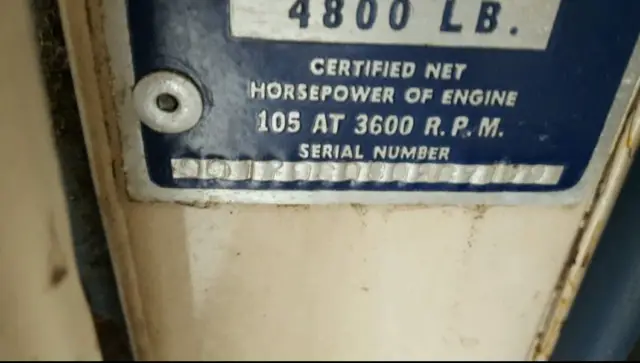 4800 LB.
CERTIFIED NET
HORSEPOWER OF ENGINE
105 AT 3600 R.P.M.
SERIAL NUMBER